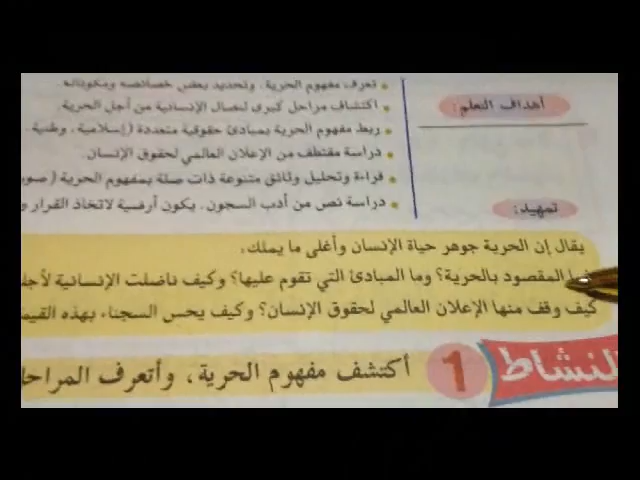 أهداف التعلم:
تعرف مفهوم الحرية، وتحديد بعض خصائصه ومكوناته.
اكتشاف مراحل كبرى لنضال الإنسانية من أجل الحرية.
ربط مفهوم الحرية بمبادئ حقوقية متعددة (إسلامية، وطنية،
دراسة مقتطف من الإعلان العالمي لحقوق الإنسان.
قراءة وتحليل وثائق متنوعة ذات صلة بمفهوم الحرية (صو
دراسة نص من أدب السجون، يكون أرضية لاتخاذ القرار و
تمهيد:
يقال إن الحرية جوهر حياة الإنسان وأغلى ما يملك،
فما المقصود بالحرية؟ وما المبادئ التي تقوم عليها؟ وكيف ناضلت الإنسانية لأجل
كيف وقف منها الإعلان العالمي لحقوق الإنسان؟ وكيف يحس السجناء بهذه القيم
النشاط 1 أكتشف مفهوم الحرية، وأتعرف المراحل